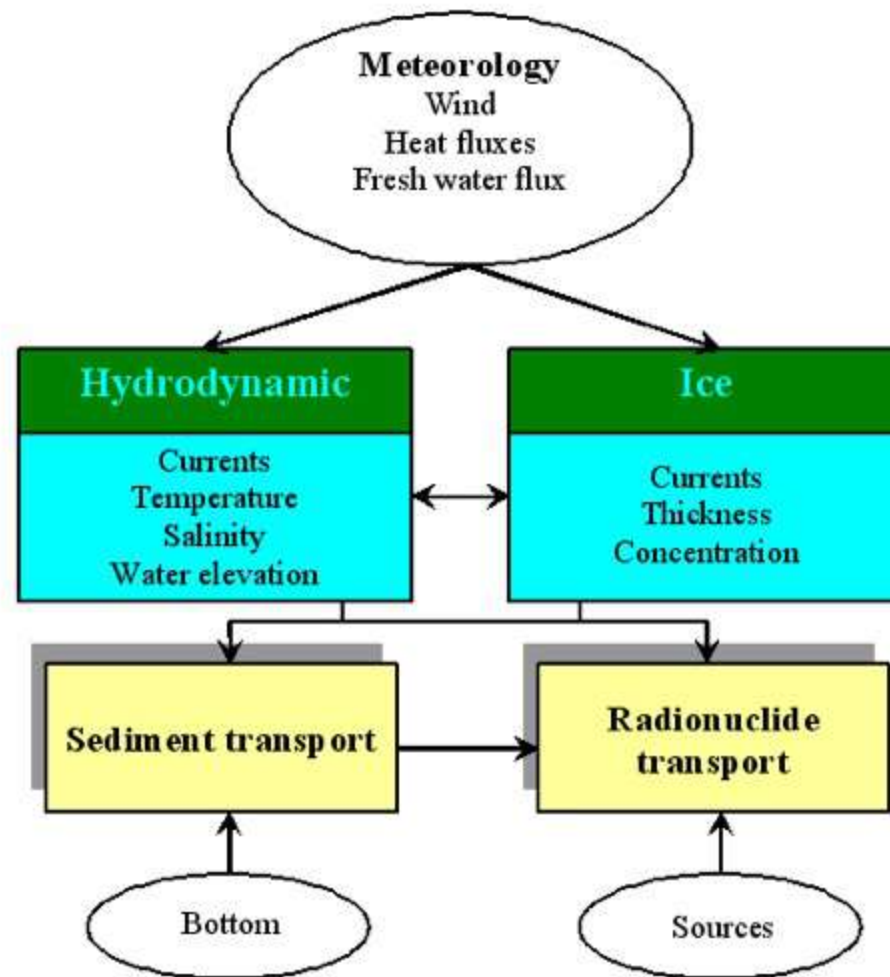 Meteorology
Wind
Heat fluxes
Fresh water flux
Hydrodynamic
Currents
Temperature
Salinity
Water elevation
Ice
Currents
Thickness
Concentration
Sediment transport
Radionuclide
transport
Bottom
Sources